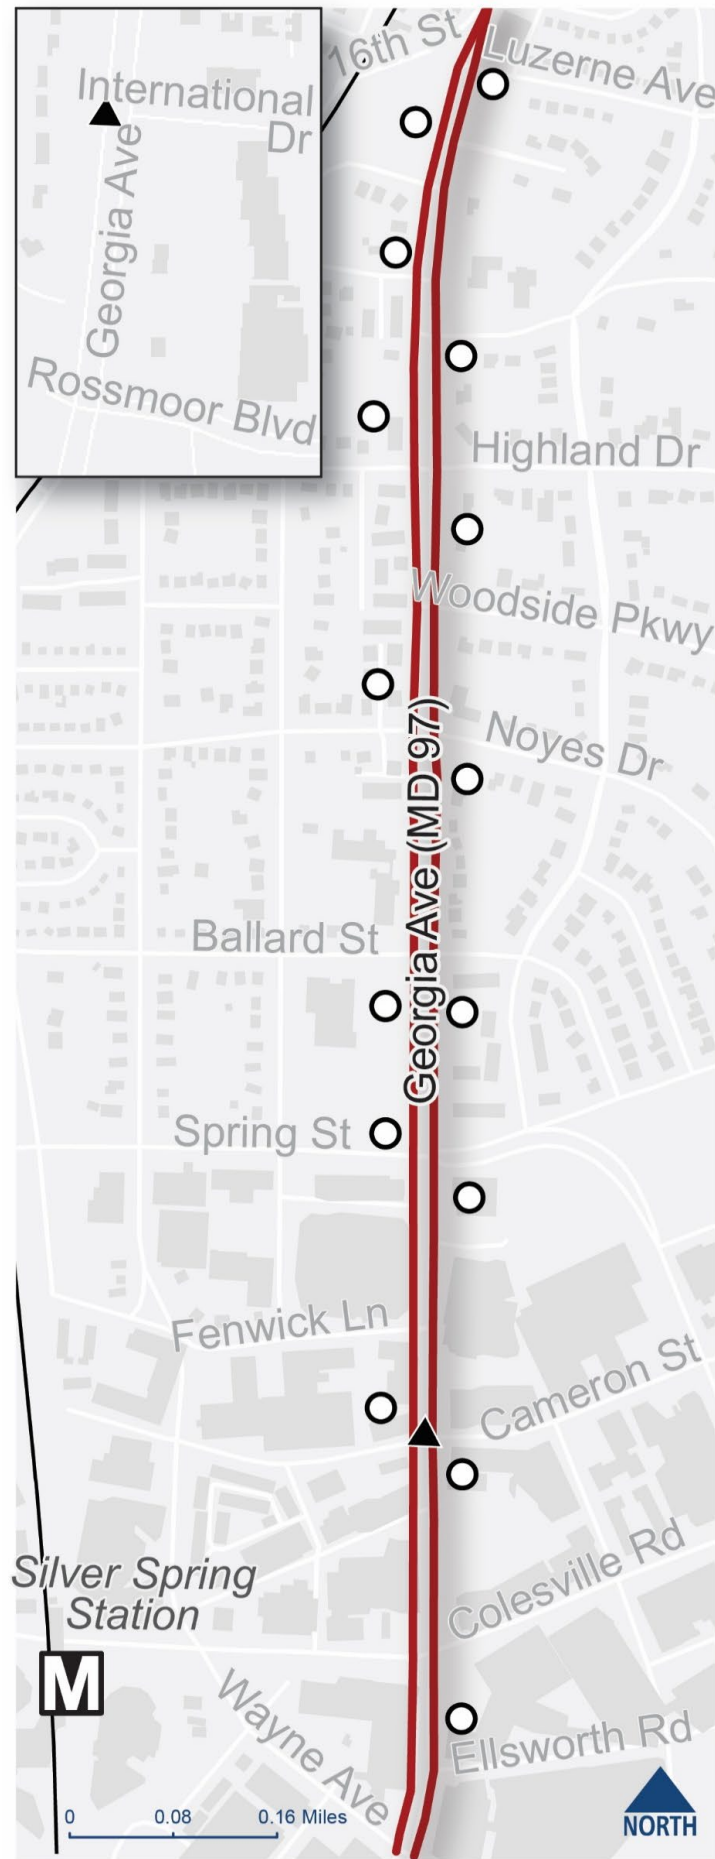 International
Dr
Georgia Ave
Rossmoor Blvd
16th St
Luzerne Ave
Highland Dr
Woodside Pkwy
Noyes Dr
Georgia Ave (MD 97)
Ballard St
Spring St
Fenwick Ln
Cameron St
Silver Spring
Station
M
Colesville Rd
Wayne Ave
Ellsworth Rd
0 0.08 0.16 Miles
NORTH